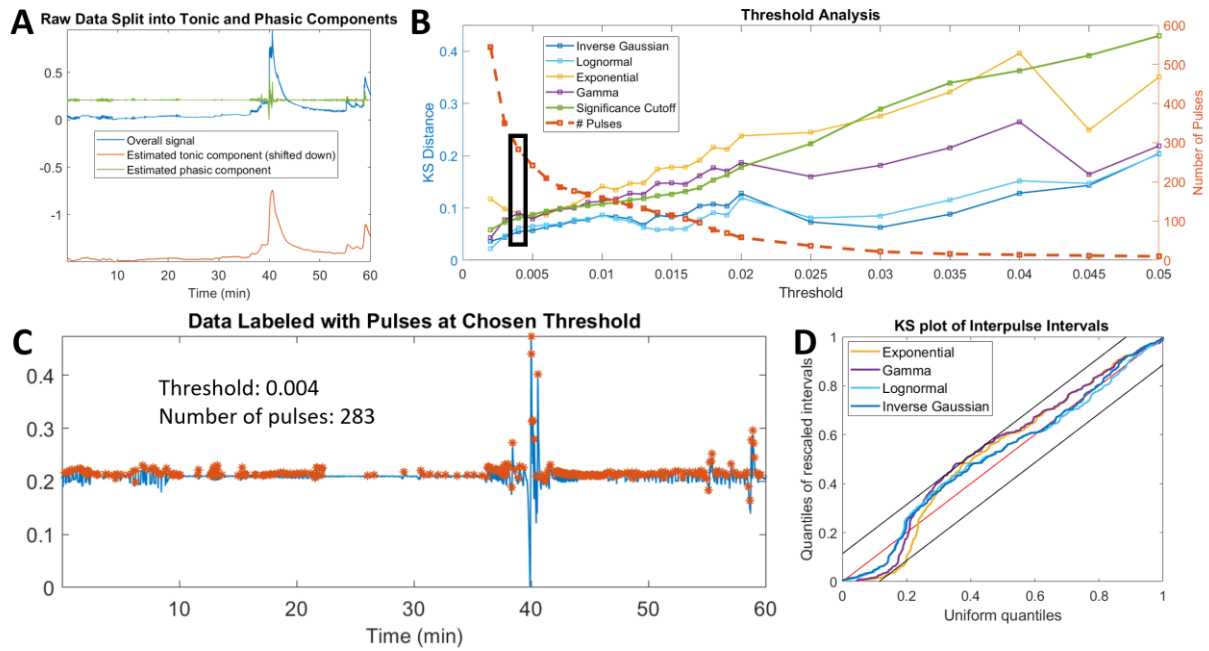 A
Raw Data Split into Tonic and Phasic Components
0.5
0
-0.5
-1
Overall signal
Estimated tonic component (shifted down)
Estimated phasic component
10 20 30 40 50 60
Time (min)
B
Threshold Analysis
KS Distance
0.4
0.3
0.2
0.1
0
Inverse Gaussian
Lognormal
Exponential
Gamma
Significance Cutoff
# Pulses
600
500
400
300
200
100
0
Number of Pulses
0 0.005 0.01 0.015 0.02 0.025 0.03 0.035 0.04 0.045 0.05
Threshold
C
Data Labeled with Pulses at Chosen Threshold
Threshold: 0.004
Number of pulses: 283
0.4
0.3
0.2
0.1
0
10 20 30 40 50 60
Time (min)
D
KS plot of Interpulse Intervals
Quantiles of rescaled intervals
1
0.8
0.6
0.4
0.2
0
Exponential
Gamma
Lognormal
Inverse Gaussian
0 0.2 0.4 0.6 0.8 1
Uniform quantiles